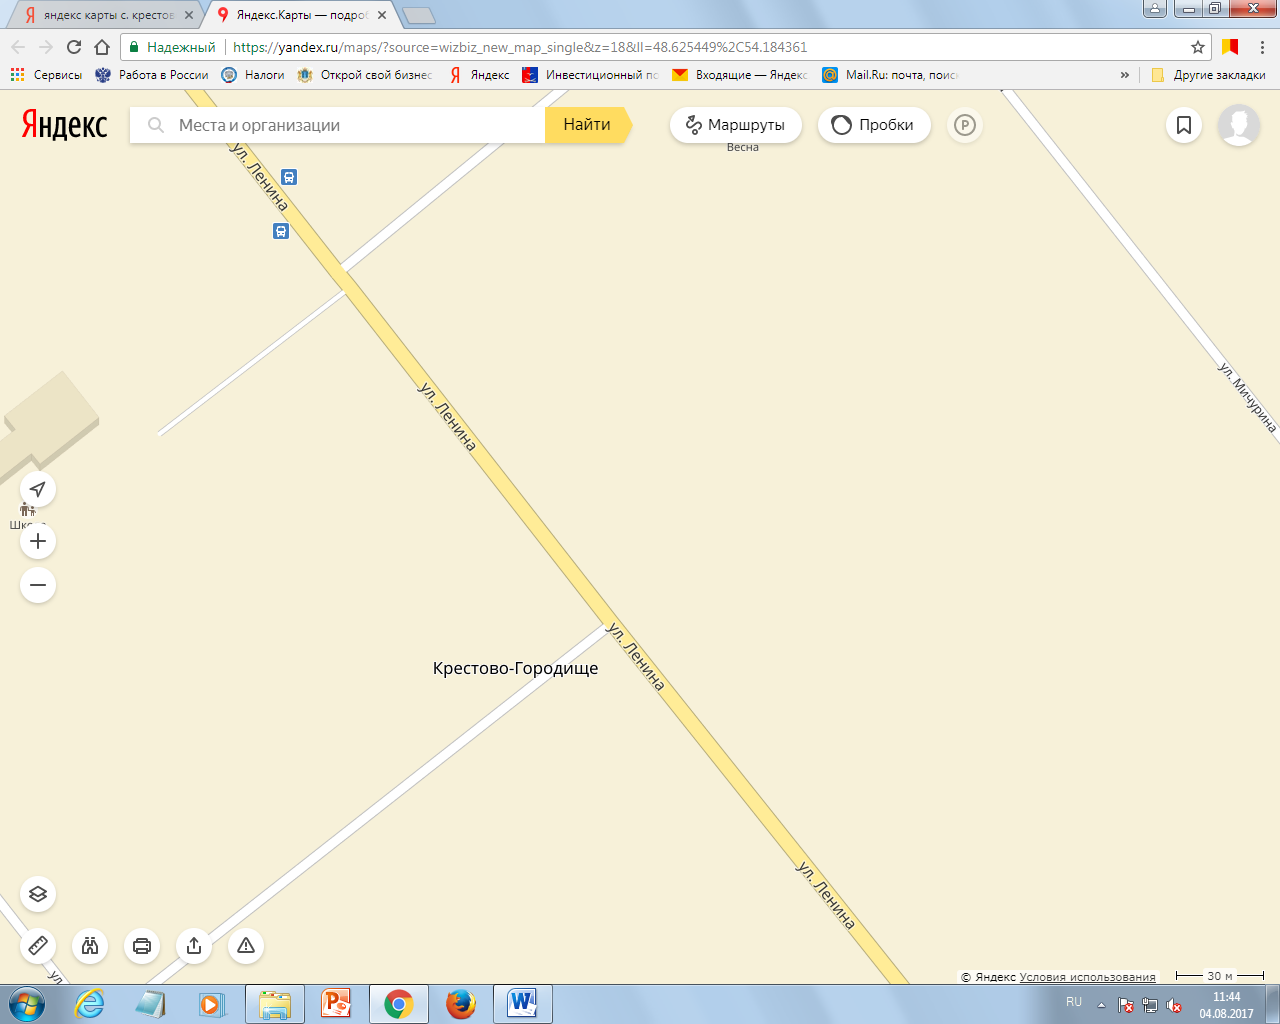 яндекс карты с. крестов
Яндекс.Карты — подроб
Надежный
https://yandex.ru/maps/?source=wizbiz_new_map_single&z=18&ll=48.625449%2C54.184361
Сервисы
Работа в России
Налоги
Открой свой бизнес
Яндекс
Инвестиционный по
Входящие — Яндекс
Mail.Ru: почта, поиск
»
Другие закладки
Яндекс
Места и организации
Найти
Маршруты
Пробки
P
Весна
ул. Ленина
ул. Мичурина
ул. Ленина
ул. Ленина
Крестово-Городище
ул. Ленина
ул
© Яндекс Условия использования
30 м
RU
11:44
04.08.2017